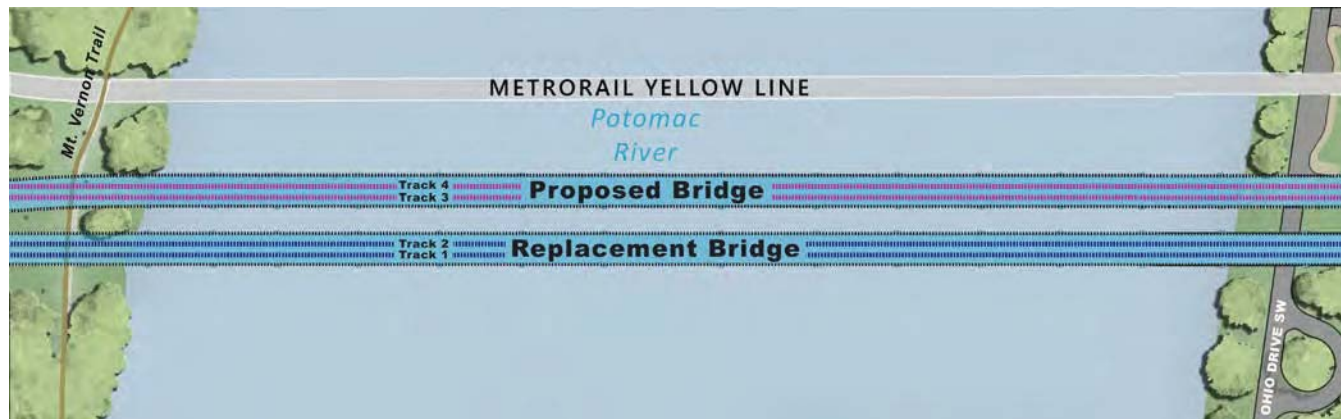 Mt. Vernon Trail
METRORAIL YELLOW LINE
Potomac
River
Track 4
Track 3
Proposed Bridge
Track 2
Track 1
Replacement Bridge
OHIO DRIVE SW